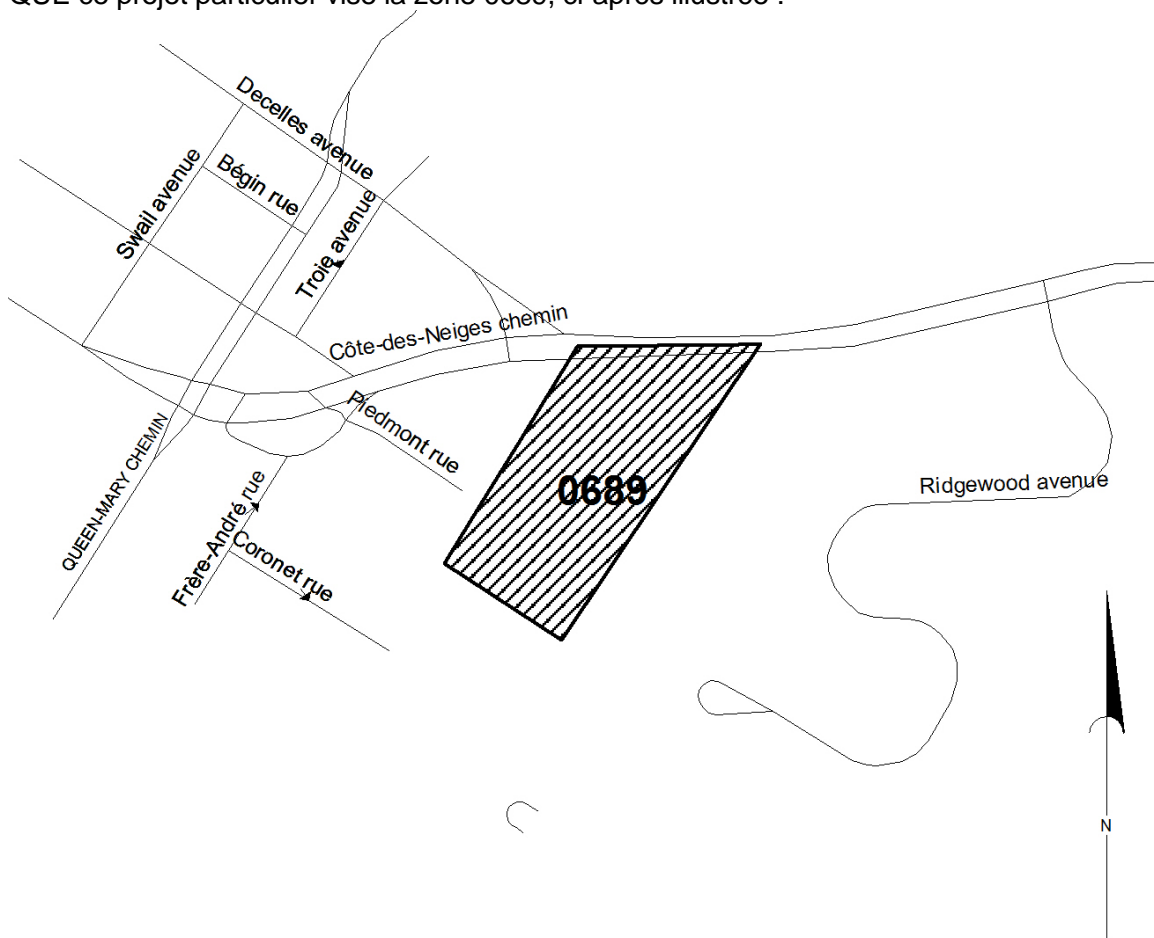 QUE ce projet particulier vise la zone 0689, ci-après illustrée :
Decelles avenue
Swail avenue
Bégin rue
Troie avenue
Côte-des-Neiges chemin
Piedmont rue
QUEEN-MARY CHEMIN
Frère-André rue
Coronet rue
0689
Ridgewood avenue
N